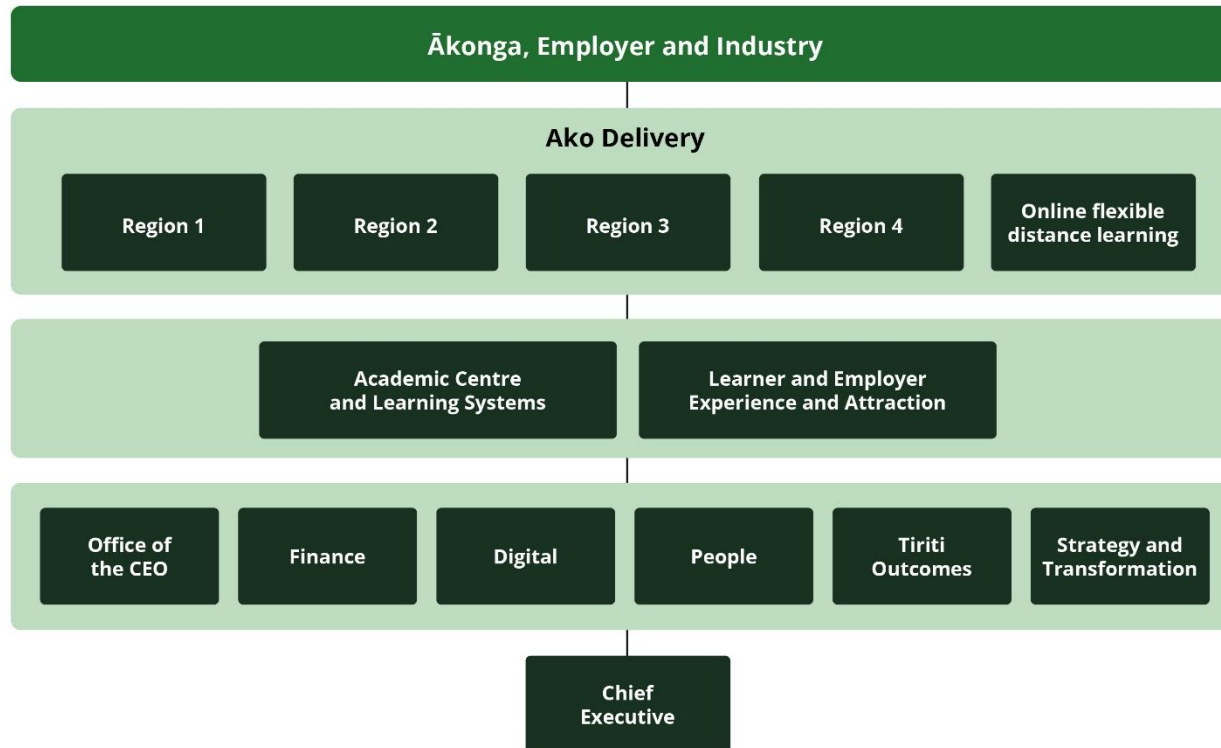 Ākonga, Employer and Industry
Ako Delivery
Region 1
Region 2
Region 3
Region 4
Online flexible
distance learning
Academic Centre
and Learning Systems
Learner and Employer
Experience and Attraction
Office of
the CEO
Finance
Digital
People
Tiriti
Outcomes
Strategy and
Transformation
Chief
Executive